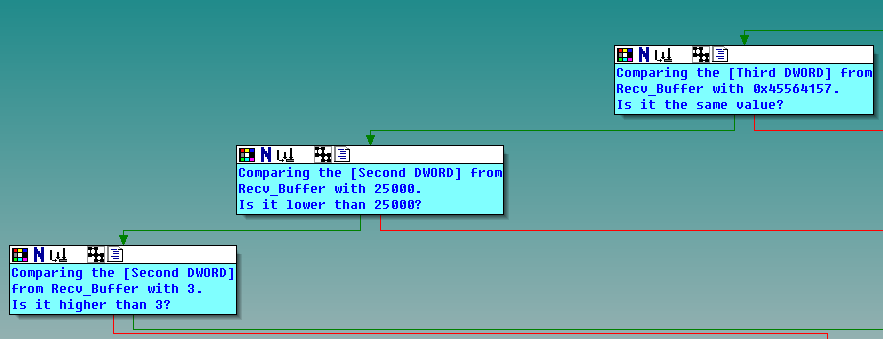 Comparing the [Third DWORD] from
Recv_Buffer with 0x45564157.
Is it the same value?
Comparing the [Second DWORD] from
Recv_Buffer with 25000.
Is it lower than 25000?
Comparing the [Second DWORD]
from Recv_Buffer with 3.
Is it higher than 3?